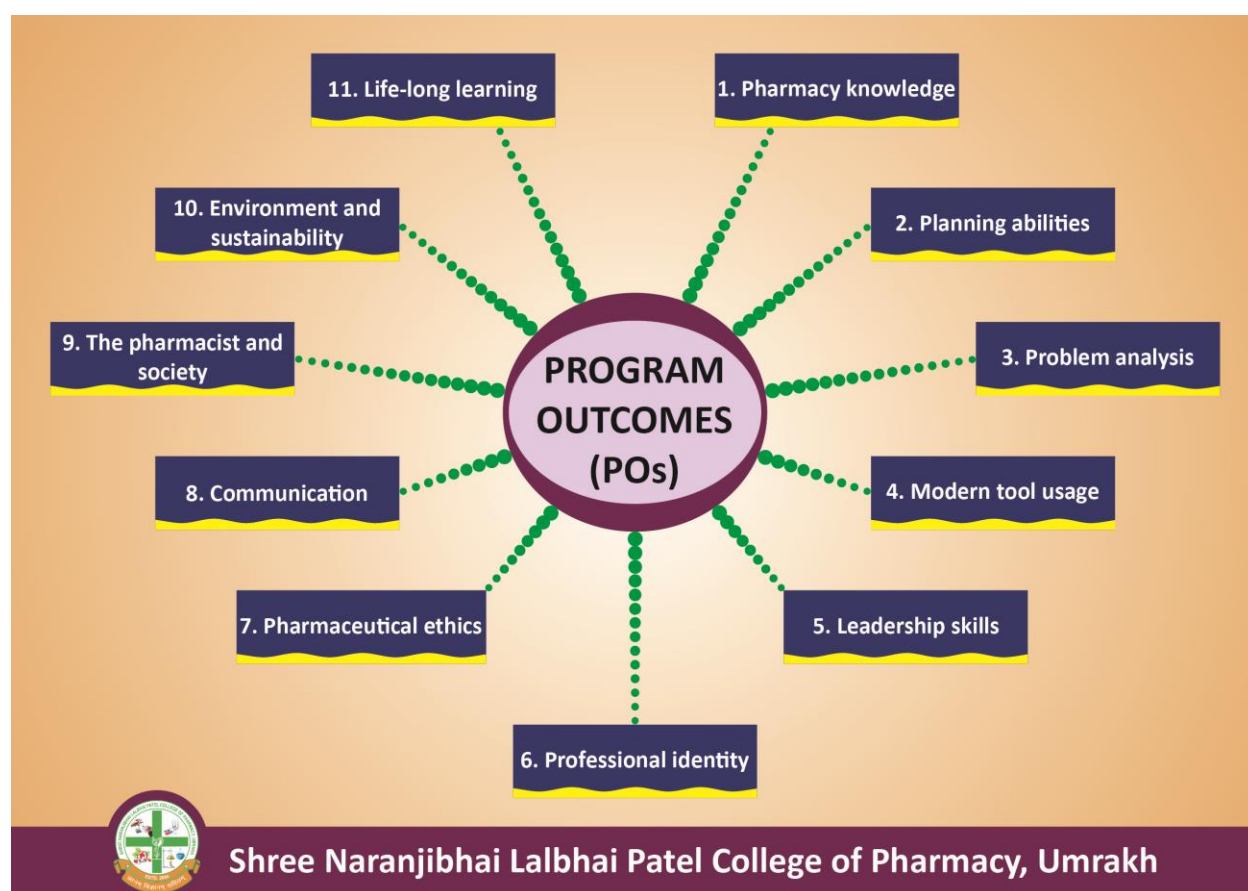 PROGRAM
OUTCOMES
(POs)
1. Pharmacy knowledge
2. Planning abilities
3. Problem analysis
4. Modern tool usage
5. Leadership skills
6. Professional identity
7. Pharmaceutical ethics
8. Communication
9. The pharmacist and
society
10. Environment and
sustainability
11. Life-long learning
Shree Naranjibhai Lalbhai Patel College of Pharmacy, Umrakh